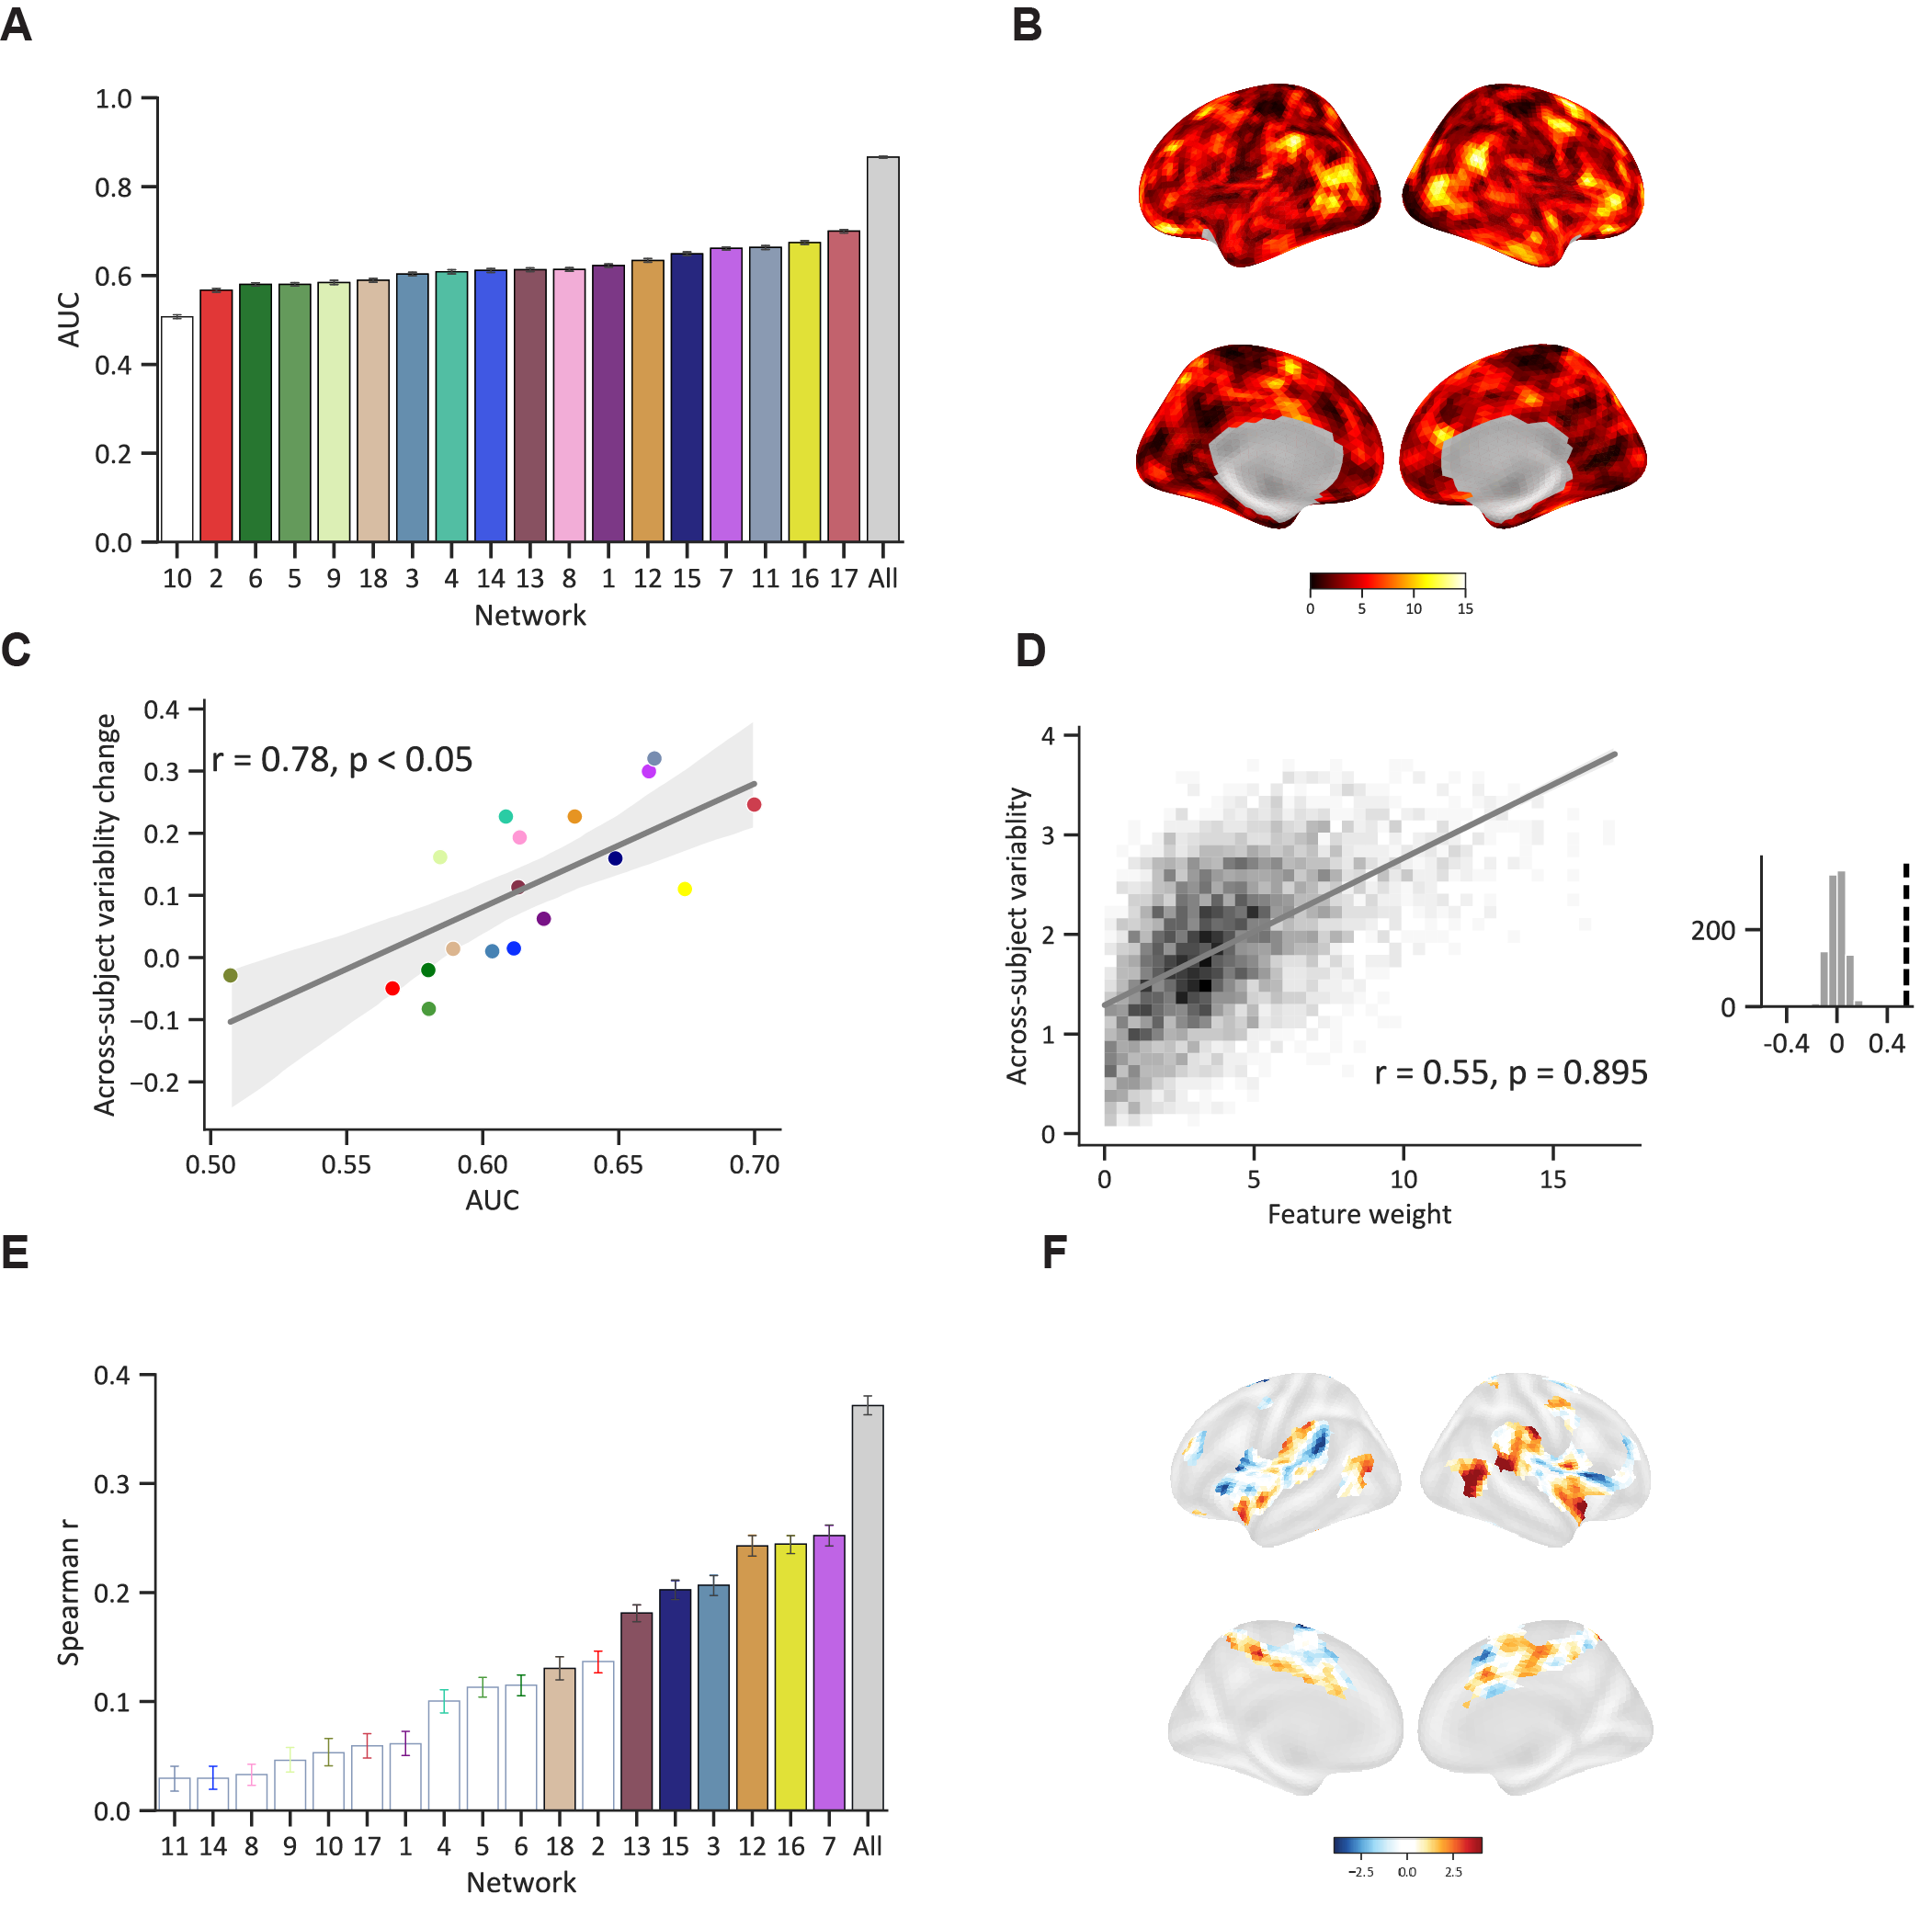 A
1.0
0.8
0.6
0.4
0.2
0.0
AUC
10 2 6 5 9 18 3 4 14 13 8 1 12 15 7 11 16 17 All
Network
B
0 5 10 15
C
0.4
0.3
0.2
0.1
0.0
−0.1
−0.2
Across-subject variablity change
r = 0.78, p < 0.05
0.50 0.55 0.60 0.65 0.70
AUC
D
4
3
2
1
0
Across-subject variablity
r = 0.55, p = 0.895
0 5 10 15
Feature weight
200
0
-0.4 0 0.4
E
0.4
0.3
0.2
0.1
0.0
Spearman r
11 14 8 9 10 17 1 4 5 6 18 2 13 15 3 12 16 7 All
Network
F
−2.5 0.0 2.5